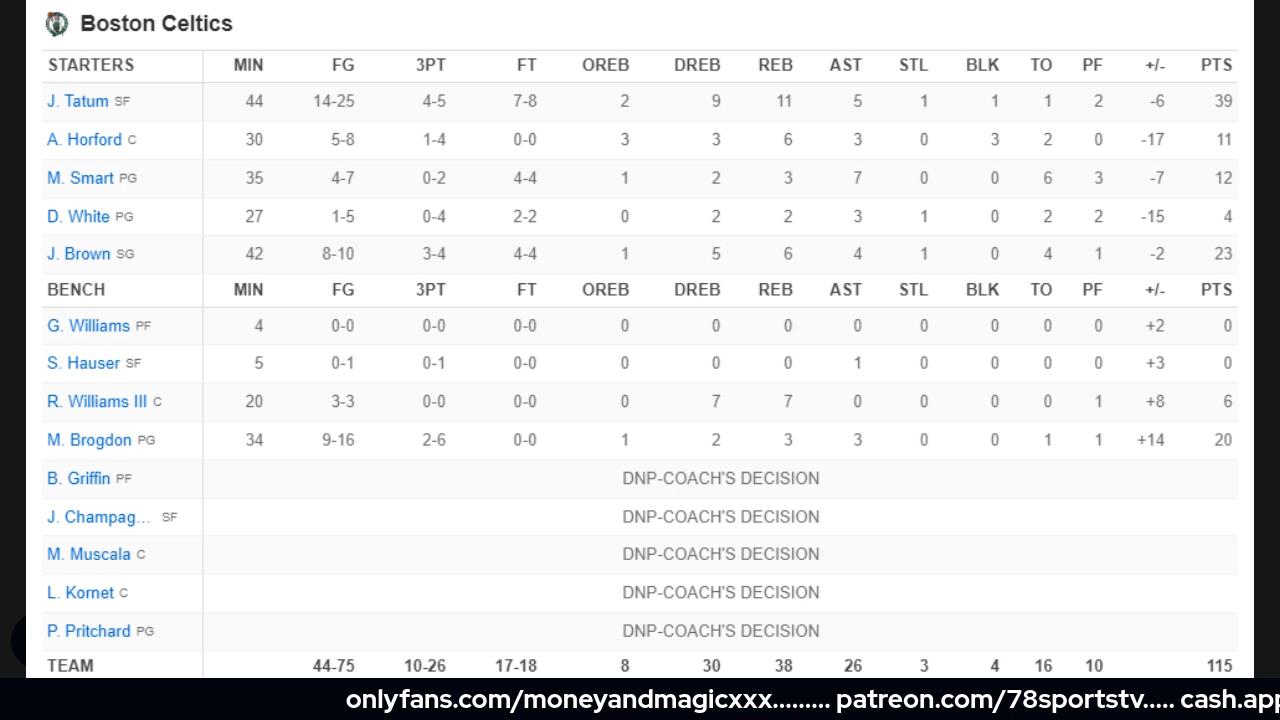 Boston Celtics
STARTERS MIN FG 3PT FT OREB DREB REB AST STL BLK TO PF +/- PTS
J. Tatum SF 44 14-25 4-5 7-8 2 9 11 5 1 1 1 2 -6 39
A. Horford C 30 5-8 1-4 0-0 3 3 6 3 0 3 2 0 -17 11
M. Smart PG 35 4-7 0-2 4-4 1 2 3 7 0 0 6 3 -7 12
D. White PG 27 1-5 0-4 2-2 0 2 2 3 1 0 2 2 -15 4
J. Brown SG 42 8-10 3-4 4-4 1 5 6 4 1 0 4 1 -2 23
BENCH MIN FG 3PT FT OREB DREB REB AST STL BLK TO PF +/- PTS
G. Williams PF 4 0-0 0-0 0-0 0 0 0 0 0 0 0 0 +2 0
S. Hauser SF 5 0-1 0-1 0-0 0 0 0 1 0 0 0 0 +3 0
R. Williams III C 20 3-3 0-0 0-0 0 7 7 0 0 0 0 1 +8 6
M. Brogdon PG 34 9-16 2-6 0-0 1 2 3 3 0 0 1 1 +14 20
B. Griffin PF DNP-COACH'S DECISION
J. Champag... SF DNP-COACH'S DECISION
M. Muscala C DNP-COACH'S DECISION
L. Kornet C DNP-COACH'S DECISION
P. Pritchard PG DNP-COACH'S DECISION
TEAM 44-75 10-26 17-18 8 30 38 26 3 4 16 10 115
onlyfans.com/moneyandmagicxxx......... patreon.com/78sportstv..... cash.app